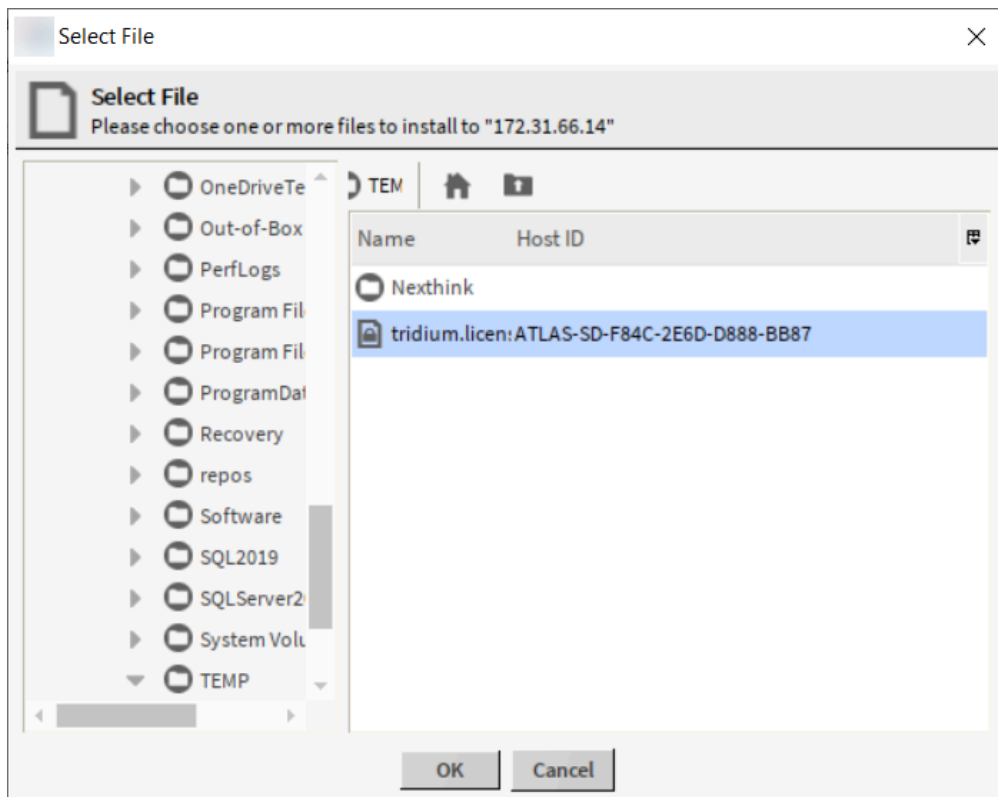 Select File
Select File
Please choose one or more files to install to "172.31.66.14"
OneDriveTe
Out-of-Box
PerfLogs
Program Fil
Program Fil
ProgramDat
Recovery
repos
Software
SQL2019
SQLServer2
System Volu
TEMP
TEM
Name Host ID
Nexthink
tridium.licens ATLAS-SD-F84C-2E6D-D888-BB87
OK Cancel